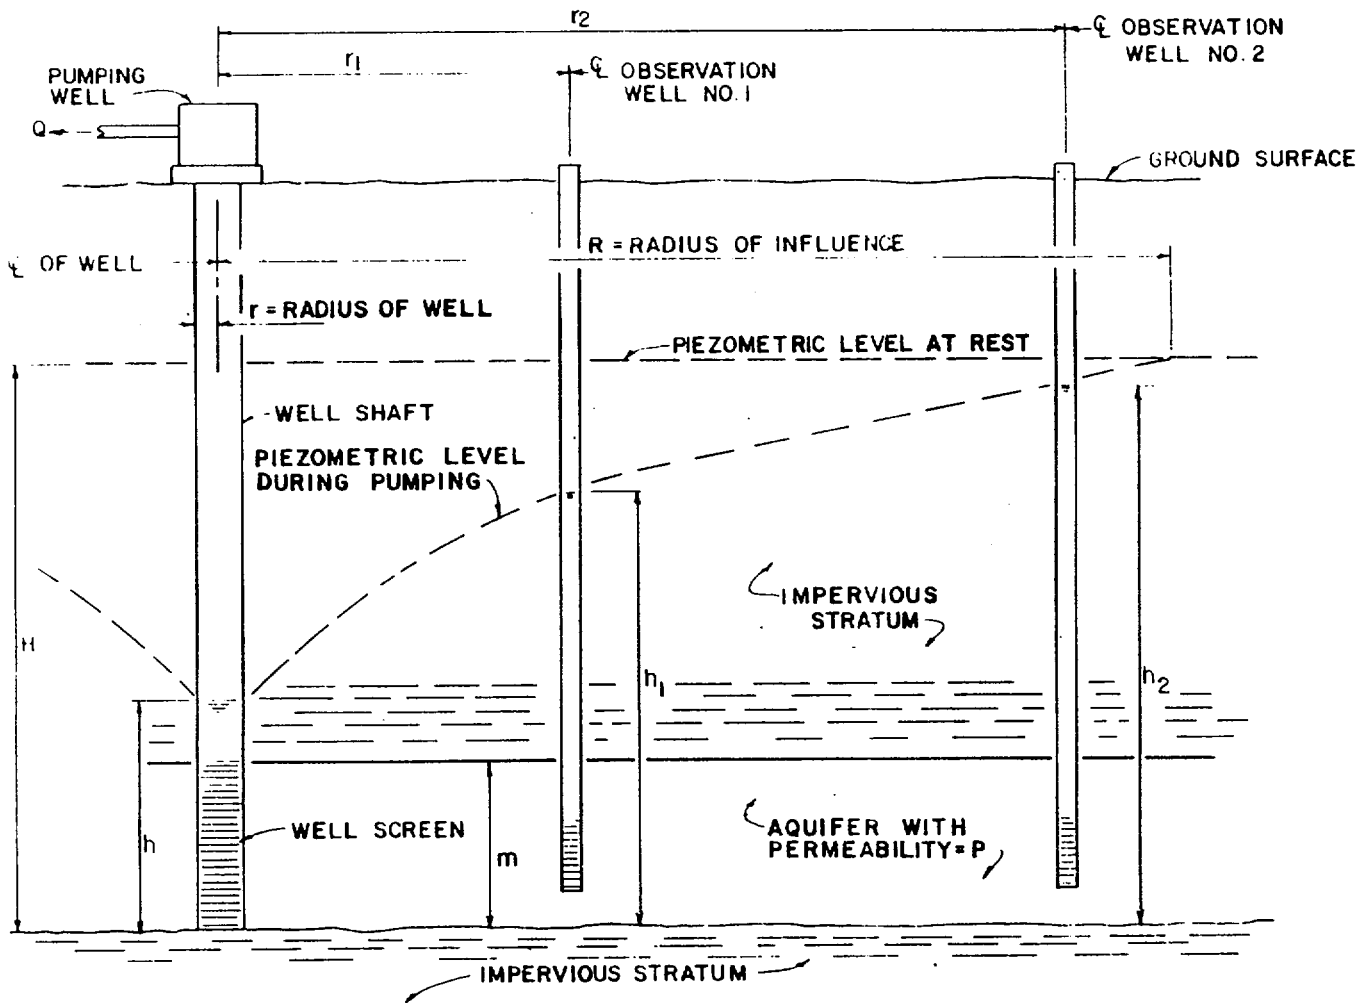 r2
℄ OBSERVATION
WELL NO. 2
r1
℄ OBSERVATION
WELL NO. 1
PUMPING
WELL
Q
GROUND SURFACE
R = RADIUS OF INFLUENCE
℄ OF WELL
r = RADIUS OF WELL
PIEZOMETRIC LEVEL AT REST
WELL SHAFT
PIEZOMETRIC LEVEL
DURING PUMPING
IMPERVIOUS
STRATUM
H
h1
h2
h
m
WELL SCREEN
AQUIFER WITH
PERMEABILITY = P
IMPERVIOUS STRATUM